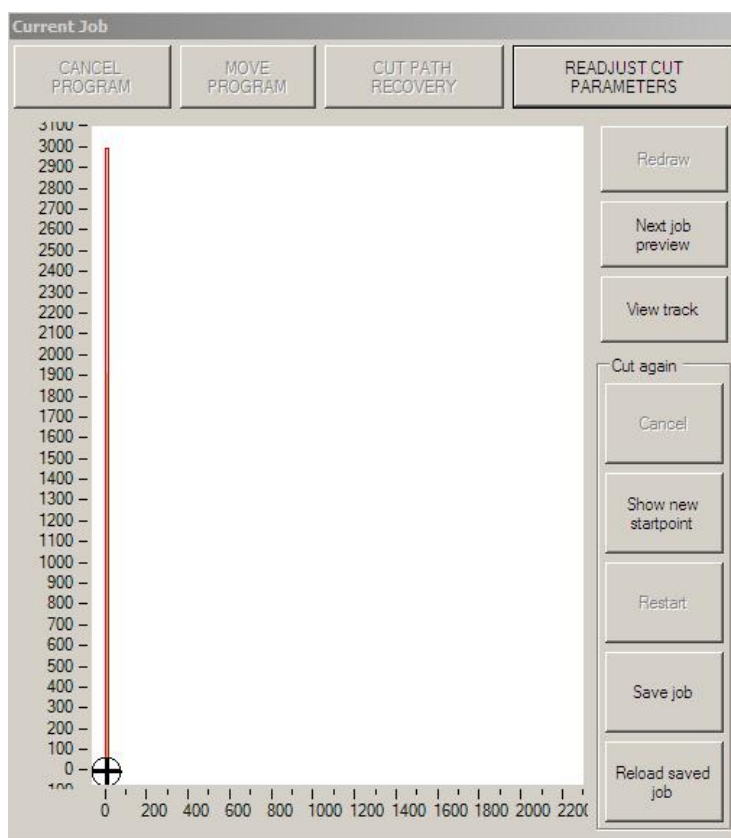 Current Job
CANCEL
PROGRAM
MOVE
PROGRAM
CUT PATH
RECOVERY
READJUST CUT
PARAMETERS
3100
3000
2900
2800
2700
2600
2500
2400
2300
2200
2100
2000
1900
1800
1700
1600
1500
1400
1300
1200
1100
1000
900
800
700
600
500
400
300
200
100
0
100
0 200 400 600 800 1000 1200 1400 1600 1800 2000 2200
Redraw
Next job
preview
View track
Cut again
Cancel
Show new
startpoint
Restart
Save job
Reload saved
job